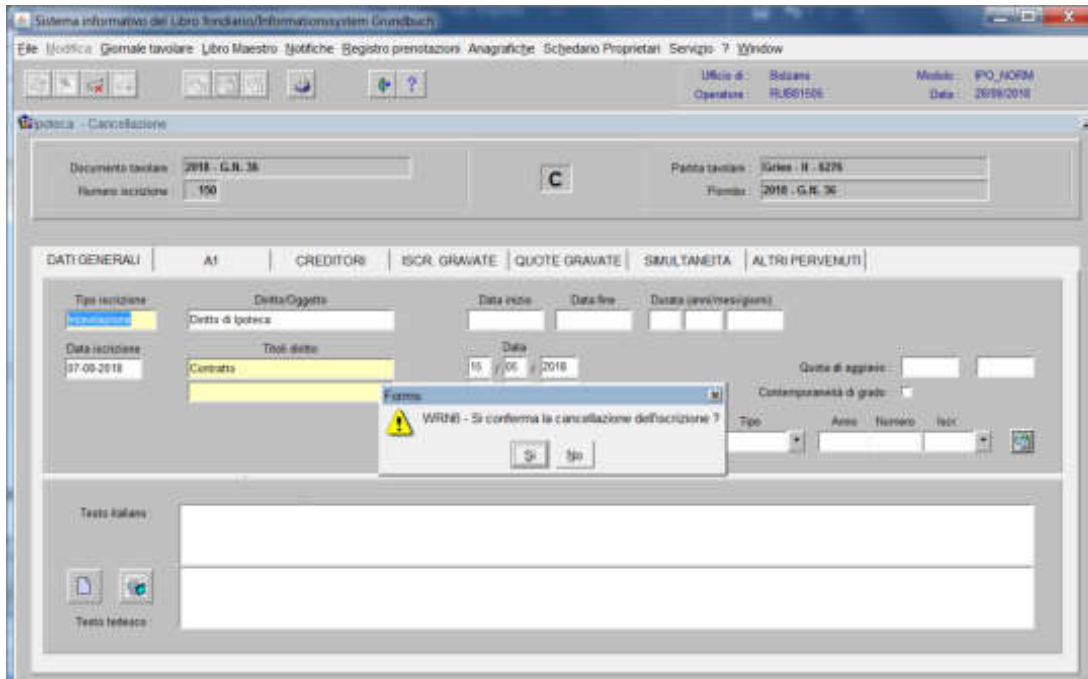 Sistema informativo del Libro fondiario/Informationssystem Grundbuch
File Modifica Giornale tavolare Libro Maestro Notifiche Registro prenotazioni Anagrafiche Schedario Proprietari Servizio ? Window
Ufficio di : Bolzano Modulo : IPO_NORM
Operatore : Data :
Ipoteca - Cancellazione
Documento tavolare 2018 - G.N. 36 C Partita tavolare Gries - II - 6276
Numero iscrizione 150 Piombo 2018 - G.N. 36
DATI GENERALI A1 CREDITORI ISCR. GRAVATE QUOTE GRAVATE SIMULTANEITA ALTRI PERVENUTI
Tipo iscrizione Diritto/Oggetto Data inizio Data fine Durata (anni/mesi/giorni)
Intavolazione Diritto di Ipoteca
Data iscrizione Titoli diritto Data
07-08-2018 Contratto / / 2018 Quota di aggravio :
Contemporaneità di grado
Forms
WRN6 - Si conferma la cancellazione dell'iscrizione ?
Tipo Anno Numero Iscr.
Si No
Testo italiano
Testo tedesco